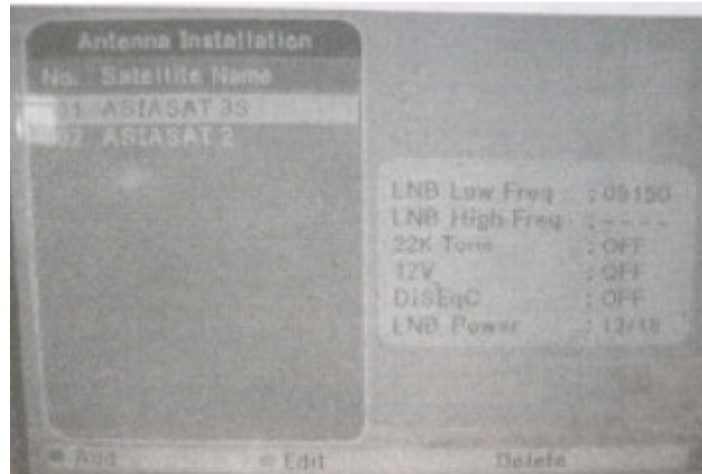 Antenna Installation
No. Satellite Name
01 ASIASAT 3S
02 ASIASAT 2
LNB Low Freq : 05150
LNB High Freq : ----
22K Tone : OFF
12V : OFF
DiSEqC : OFF
LNB Power : 13/18
Add Edit Delete